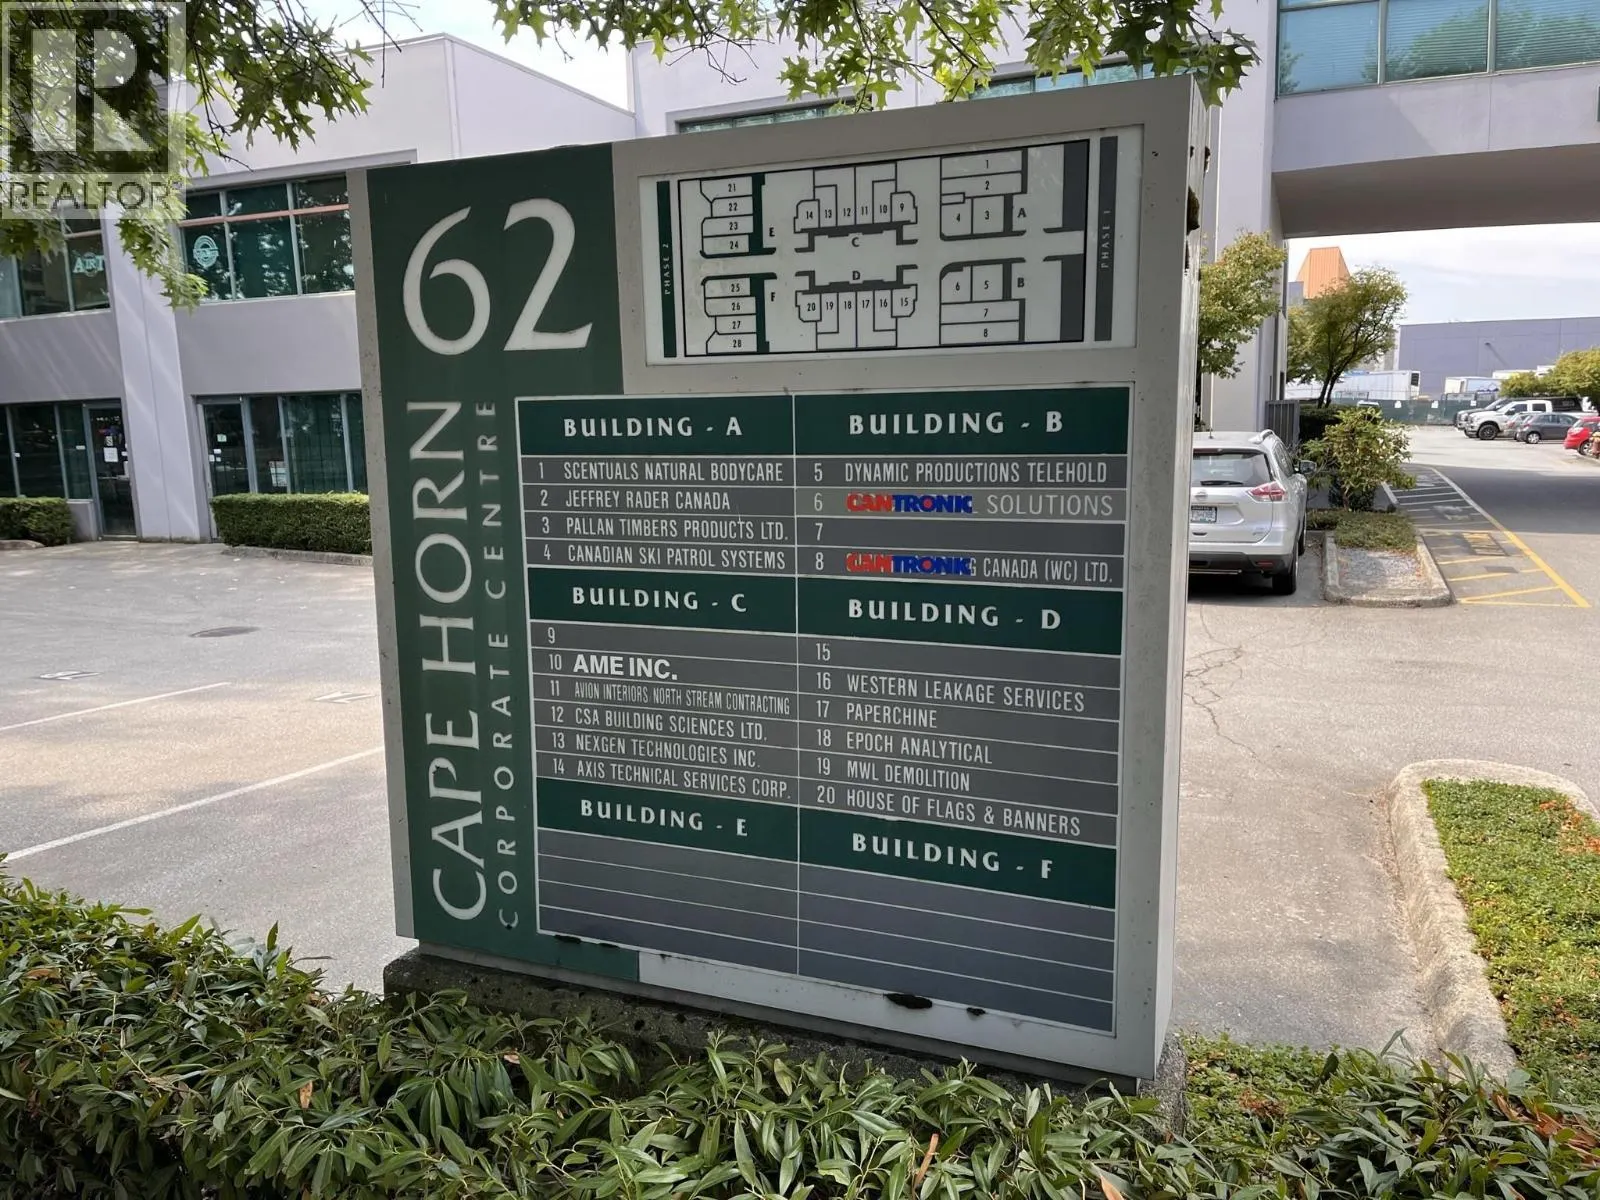 REALTOR
ART
62
CAPE HORN
CORPORATE CENTRE
PHASE 2
PHASE 1
21
22
23
24
E
25
26
27
28
F
14 13 12 11 10 9
C
D
20 19 18 17 16 15
1
2
4 3 A
6 5 B
7
8
BUILDING - A
1 SCENTUALS NATURAL BODYCARE
2 JEFFREY RADER CANADA
3 PALLAN TIMBERS PRODUCTS LTD.
4 CANADIAN SKI PATROL SYSTEMS
BUILDING - B
5 DYNAMIC PRODUCTIONS TELEHOLD
6 CANTRONIC SOLUTIONS
7
8 CANTRONIC G CANADA (WC) LTD.
BUILDING - C
9
10 AME INC.
11 AVION INTERIORS NORTH STREAM CONTRACTING
12 CSA BUILDING SCIENCES LTD.
13 NEXGEN TECHNOLOGIES INC.
14 AXIS TECHNICAL SERVICES CORP.
BUILDING - D
15
16 WESTERN LEAKAGE SERVICES
17 PAPERCHINE
18 EPOCH ANALYTICAL
19 MWL DEMOLITION
20 HOUSE OF FLAGS & BANNERS
BUILDING - E
BUILDING - F